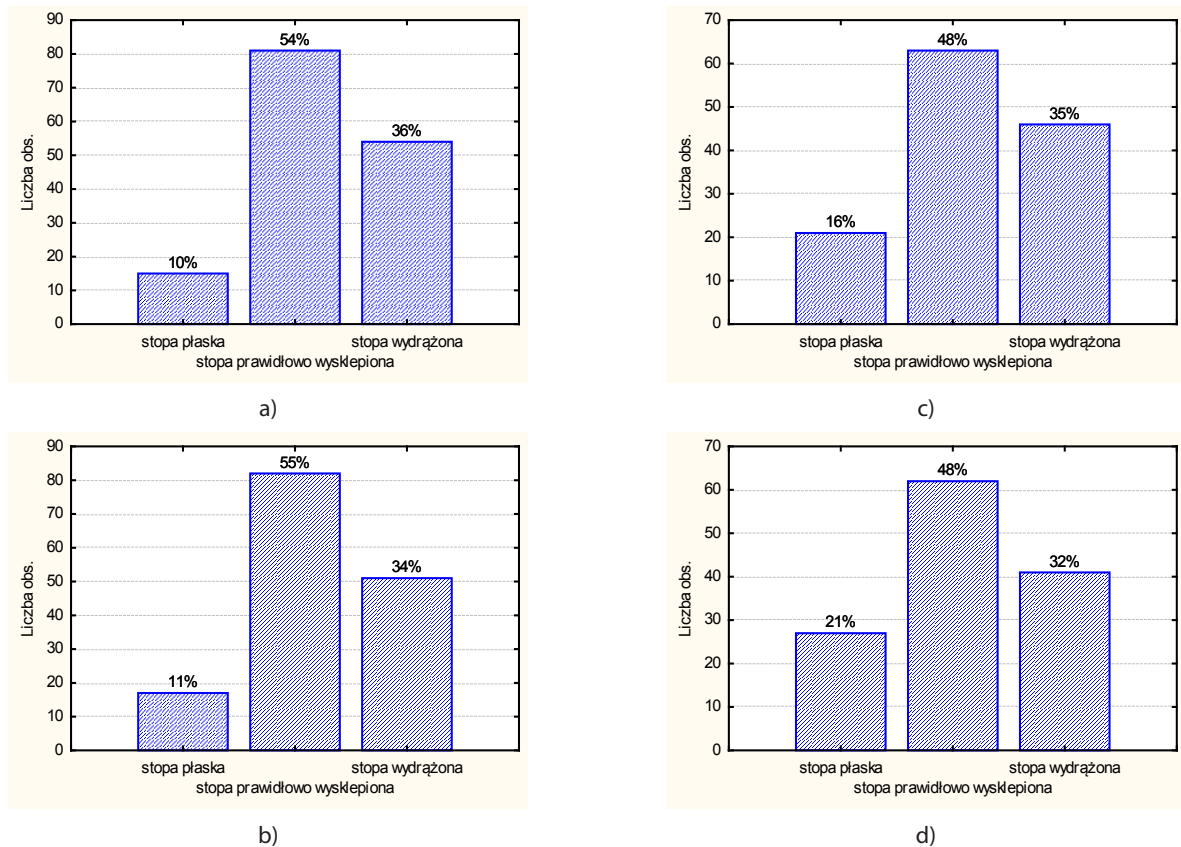 90
80
70
60
50
40
30
20
10
0
Liczba obs.
10%
54%
36%
stopa płaska
stopa wydrążona
stopa prawidłowo wysklepiona
a)
70
60
50
40
30
20
10
0
Liczba obs.
16%
48%
35%
stopa płaska
stopa wydrążona
stopa prawidłowo wysklepiona
c)
90
80
70
60
50
40
30
20
10
0
Liczba obs.
11%
55%
34%
stopa płaska
stopa wydrążona
stopa prawidłowo wysklepiona
b)
70
60
50
40
30
20
10
0
Liczba obs.
21%
48%
32%
stopa płaska
stopa wydrążona
stopa prawidłowo wysklepiona
d)